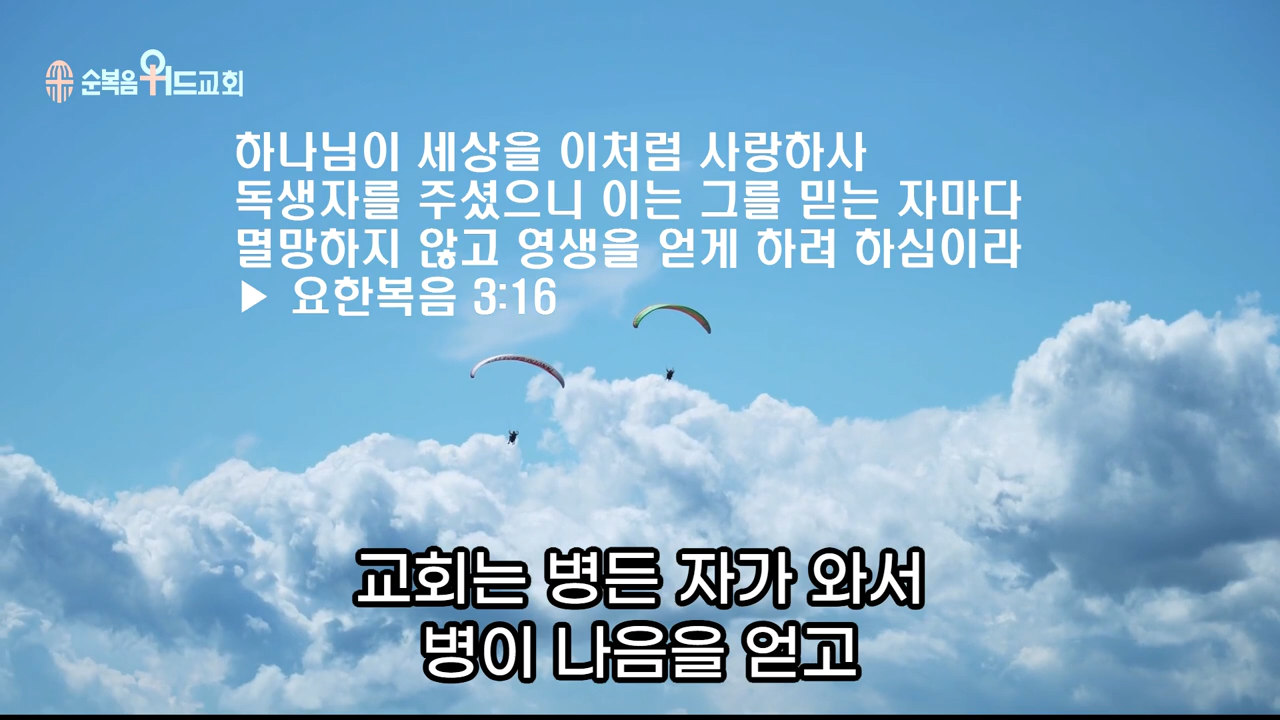 순복음위드교회
하나님이 세상을 이처럼 사랑하사
독생자를 주셨으니 이는 그를 믿는 자마다
멸망하지 않고 영생을 얻게 하려 하심이라
▶ 요한복음 3:16
교회는 병든 자가 와서
병이 나음을 얻고